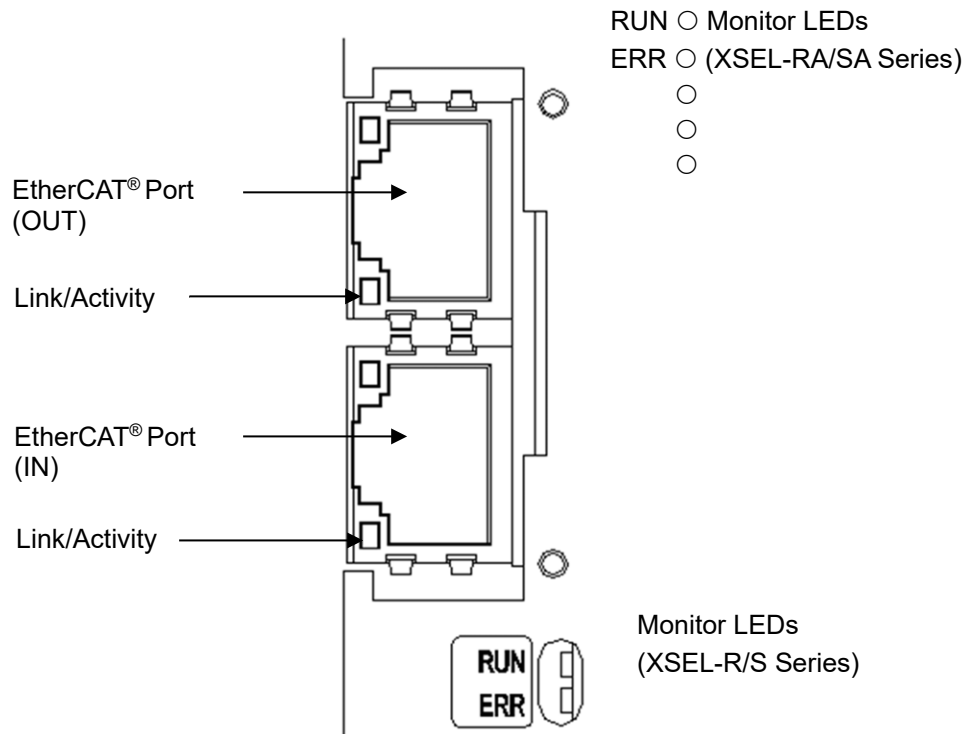 RUN ○ Monitor LEDs
ERR ○ (XSEL-RA/SA Series)
EtherCAT® Port
(OUT)
Link/Activity
EtherCAT® Port
(IN)
Link/Activity
Monitor LEDs
(XSEL-R/S Series)
RUN
ERR